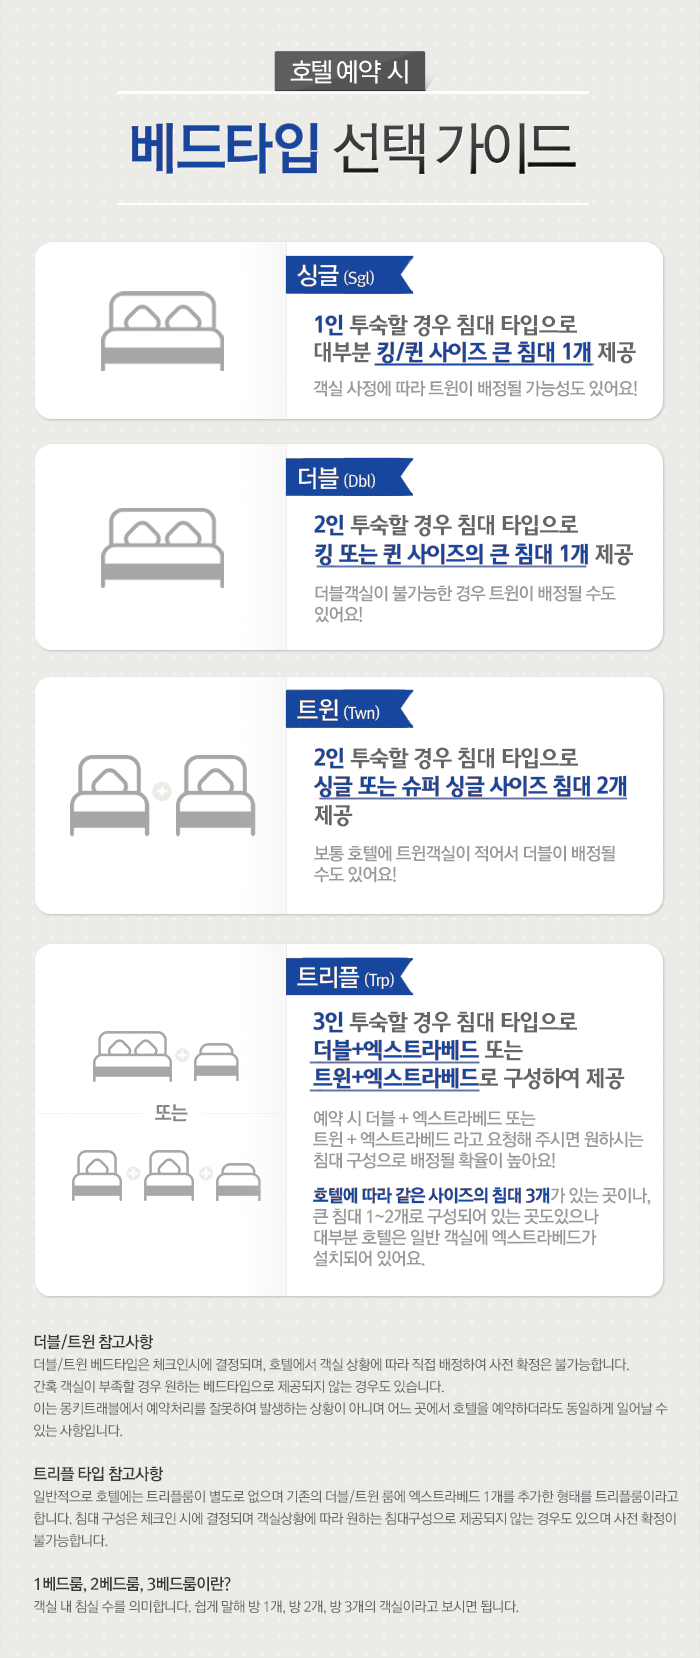 호텔 예약 시
베드타입 선택 가이드
싱글 (Sgl)
1인 투숙할 경우 침대 타입으로
대부분 킹/퀸 사이즈 큰 침대 1개 제공
객실 사정에 따라 트윈이 배정될 가능성도 있어요!
더블 (Dbl)
2인 투숙할 경우 침대 타입으로
킹 또는 퀸 사이즈의 큰 침대 1개 제공
더블객실이 불가능한 경우 트윈이 배정될 수도
있어요!
트윈 (Twn)
2인 투숙할 경우 침대 타입으로
싱글 또는 슈퍼 싱글 사이즈 침대 2개
제공
보통 호텔에 트윈객실이 적어서 더블이 배정될
수도 있어요!
트리플 (Trp)
3인 투숙할 경우 침대 타입으로
더블+엑스트라베드 또는
트윈+엑스트라베드로 구성하여 제공
또는
예약 시 더블 + 엑스트라베드 또는
트윈 + 엑스트라베드 라고 요청해 주시면 원하시는
침대 구성으로 배정될 확율이 높아요!
호텔에 따라 같은 사이즈의 침대 3개가 있는 곳이나,
큰 침대 1~2개로 구성되어 있는 곳도있으나
대부분 호텔은 일반 객실에 엑스트라베드가
설치되어 있어요.
더블/트윈 참고사항
더블/트윈 베드타입은 체크인시에 결정되며, 호텔에서 객실 상황에 따라 직접 배정하여 사전 확정은 불가능합니다.
간혹 객실이 부족할 경우 원하는 베드타입으로 제공되지 않는 경우도 있습니다.
이는 몽키트래블에서 예약처리를 잘못하여 발생하는 상황이 아니며 어느 곳에서 호텔을 예약하더라도 동일하게 일어날 수
있는 사항입니다.
트리플 타입 참고사항
일반적으로 호텔에는 트리플룸이 별도로 없으며 기존의 더블/트윈 룸에 엑스트라베드 1개를 추가한 형태를 트리플룸이라고
합니다. 침대 구성은 체크인 시에 결정되며 객실상황에 따라 원하는 침대구성으로 제공되지 않는 경우도 있으며 사전 확정이
불가능합니다.
1베드룸, 2베드룸, 3베드룸이란?
객실 내 침실 수를 의미합니다. 쉽게 말해 방 1개, 방 2개, 방 3개의 객실이라고 보시면 됩니다.